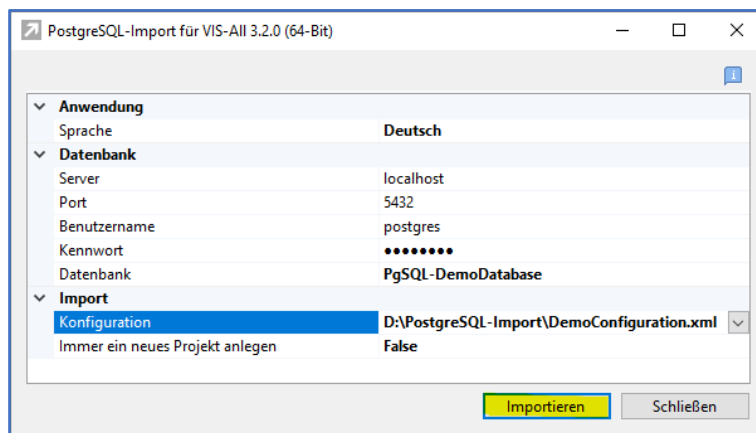 PostgreSQL-Import für VIS-All 3.2.0 (64-Bit)
Anwendung
Sprache Deutsch
Datenbank
Server localhost
Port 5432
Benutzername postgres
Kennwort ●●●●●●●●
Datenbank PgSQL-DemoDatabase
Import
Konfiguration D:\PostgreSQL-Import\DemoConfiguration.xml
Immer ein neues Projekt anlegen False
Importieren Schließen